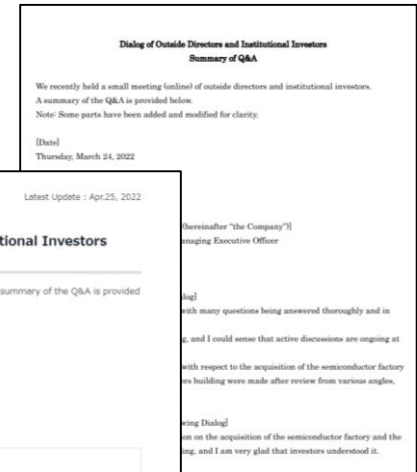 Dialog of Outside Directors and Institutional Investors
Summary of Q&A
We recently held a small meeting (online) of outside directors and institutional investors.
A summary of the Q&A is provided below.
Note: Some parts have been added and modified for clarity.
[Date]
Thursday, March 24, 2022
(hereinafter "the Company")]
anaging Executive Officer
alog]
with many questions being answered thoroughly and in
g, and I could sense that active discussions are ongoing at
with respect to the acquisition of the semiconductor factory
ers building were made after review from various angles,
wing Dialog]
on on the acquisition of the semiconductor factory and the
ing, and I am very glad that investors understood it.
Latest Update : Apr.25, 2022
tional Investors
summary of the Q&A is provided